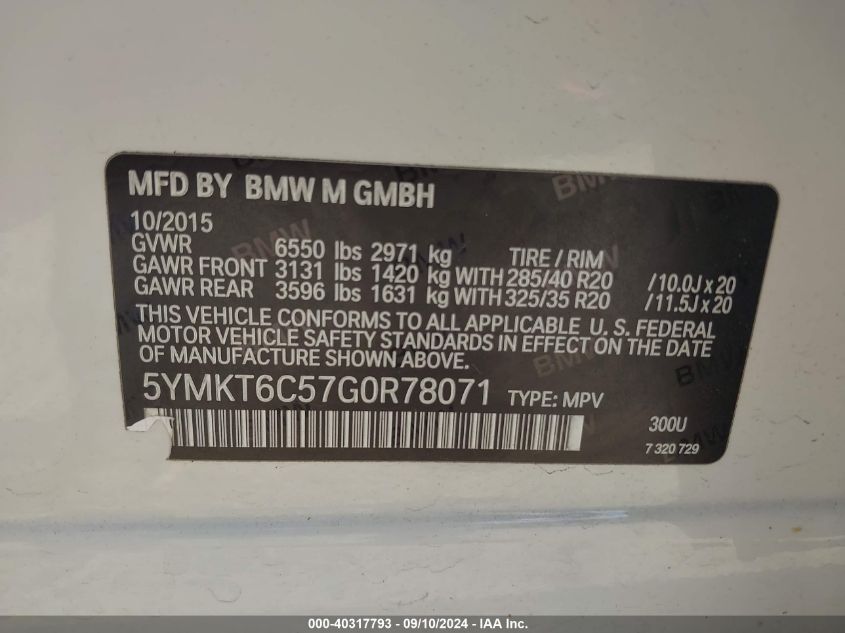 MFD BY BMW M GMBH
10/2015
GVWR 6550 lbs 2971 kg TIRE / RIM
GAWR FRONT 3131 lbs 1420 kg WITH 285/40 R20 /10.0J x 20
GAWR REAR 3596 lbs 1631 kg WITH 325/35 R20 /11.5J x 20
THIS VEHICLE CONFORMS TO ALL APPLICABLE U. S. FEDERAL
MOTOR VEHICLE SAFETY STANDARDS IN EFFECT ON THE DATE
OF MANUFACTURE SHOWN ABOVE.
5YMKT6C57G0R78071 TYPE: MPV
300U
7 320 729
000-40317793 - 09/10/2024 - IAA Inc.